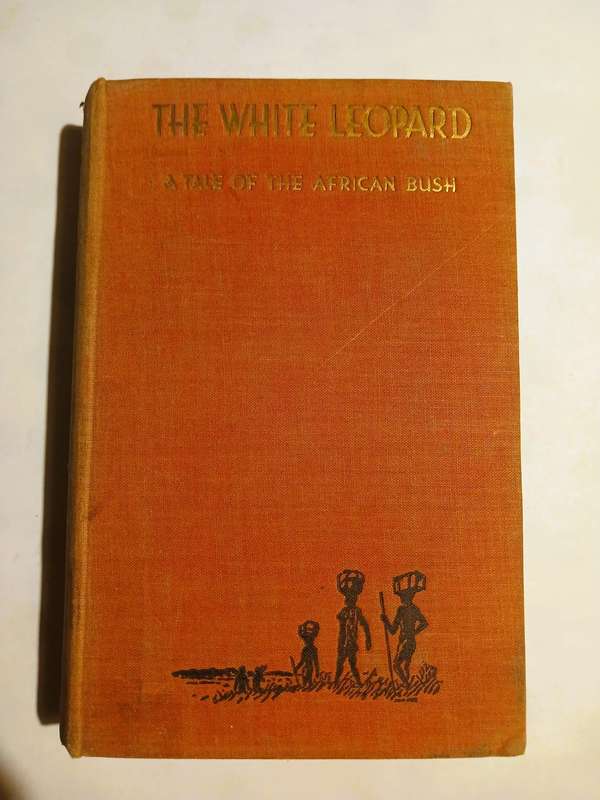 THE WHITE LEOPARD
A TALE OF THE AFRICAN BUSH